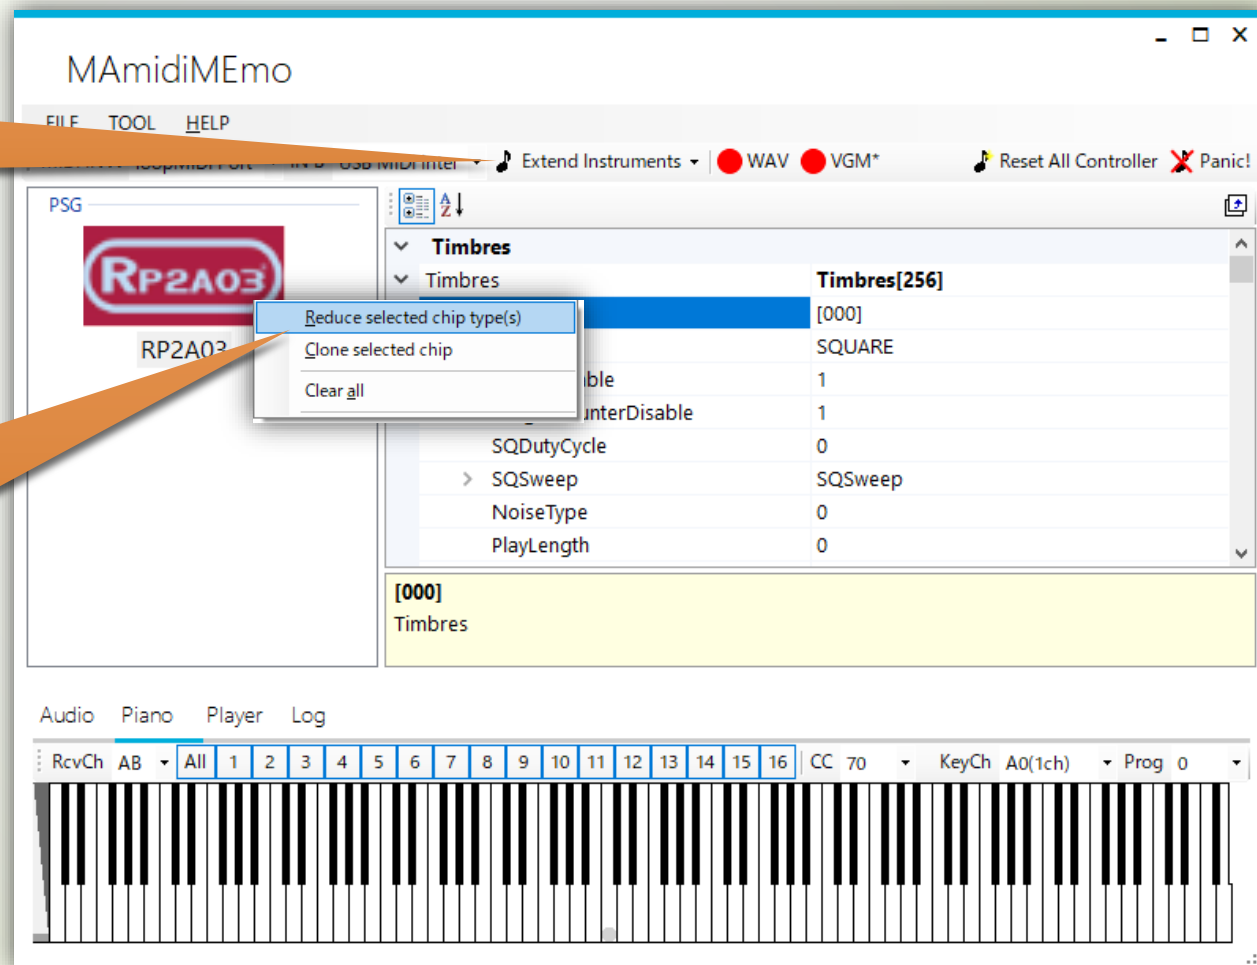 MAmidiMEmo
FILE TOOL HELP
Extend Instruments WAV VGM* Reset All Controller Panic!
PSG
RP2A03
RP2A03
Reduce selected chip type(s)
Clone selected chip
Clear all
Timbres
Timbres Timbres[256]
[000]
SQUARE
1
unterDisable 1
SQDutyCycle 0
SQSweep SQSweep
NoiseType 0
PlayLength 0
[000]
Timbres
Audio Piano Player Log
RcvCh AB All 1 2 3 4 5 6 7 8 9 10 11 12 13 14 15 16 CC 70 KeyCh A0(1ch) Prog 0